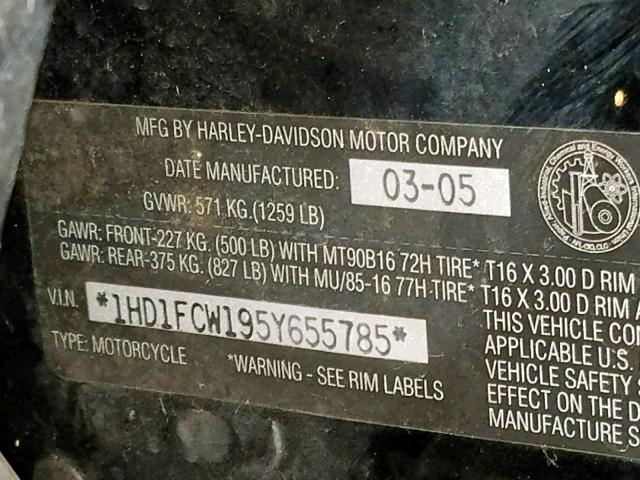 MFG BY HARLEY-DAVIDSON MOTOR COMPANY
DATE MANUFACTURED: 03-05
GVWR: 571 KG.(1259 LB)
GAWR: FRONT-227 KG. (500 LB) WITH MT90B16 72H TIRE* T16 X 3.00 D RIM
GAWR: REAR-375 KG. (827 LB) WITH MU/85-16 77H-TIRE* T16 X 3.00 D RIM A
V.I.N. *1HD1FCW195Y655785*
TYPE: MOTORCYCLE
*WARNING - SEE RIM LABELS
THIS VEHICLE CO
APPLICABLE U.S.
VEHICLE SAFETY
EFFECT ON THE D
MANUFACTURE S